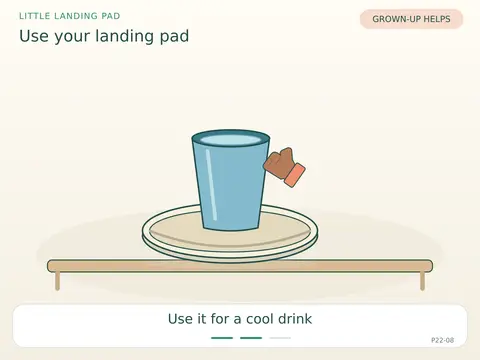 LITTLE LANDING PAD
GROWN-UP HELPS
Use your landing pad
Use it for a cool drink
P22-08